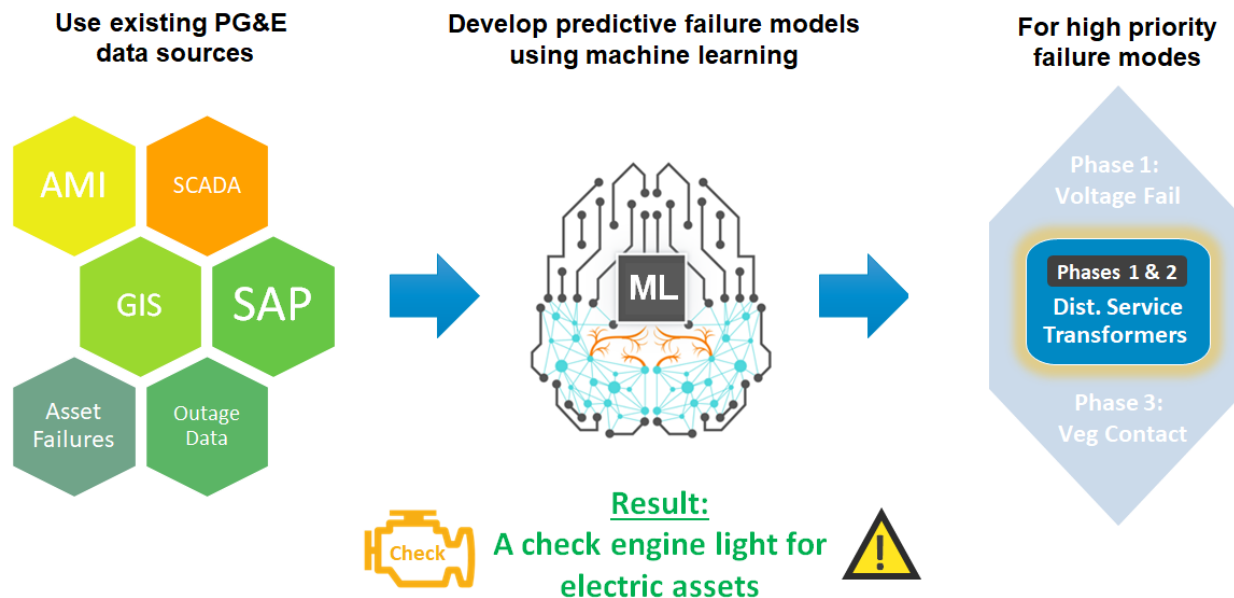 Use existing PG&E
data sources
Develop predictive failure models
using machine learning
For high priority
failure modes
AMI
SCADA
GIS
SAP
Asset
Failures
Outage
Data
ML
Phase 1:
Voltage Fail
Phases 1 & 2
Dist. Service
Transformers
Phase 3:
Veg Contact
Check
Result:
A check engine light for
electric assets